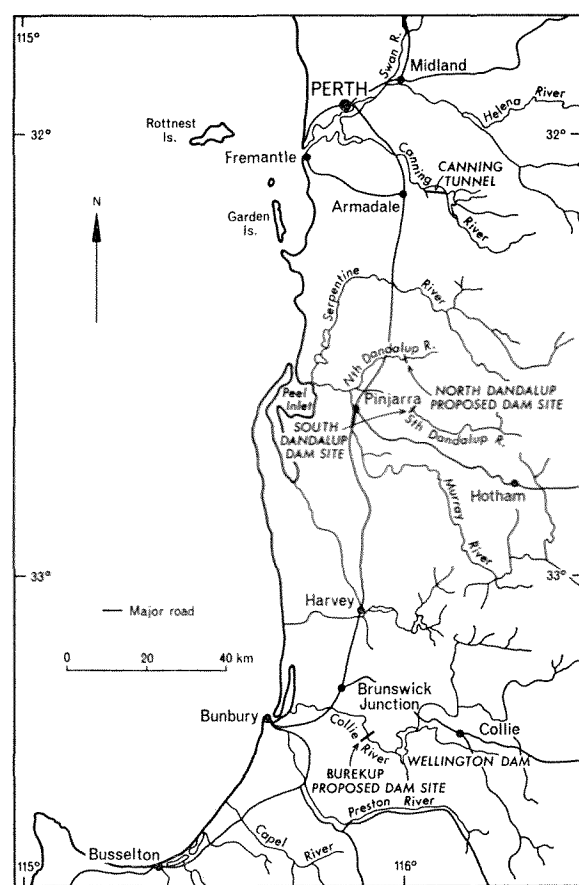 115°
Swan R.
Midland
PERTH
Helena River
Rottnest
Is.
32°
32°
Fremantle
Canning River
CANNING
TUNNEL
Armadale
Garden
Is.
N
Serpentine River
Nth Dandalup R.
NORTH DANDALUP
PROPOSED DAM SITE
Peel
Inlet
Pinjarra
SOUTH
DANDALUP
DAM SITE
Sth Dandalup R.
Hotham
Murray River
33°
33°
Harvey
Major road
0 20 40 km
Brunswick
Junction
Bunbury
Collie River
Collie
WELLINGTON DAM
BUREKUP
PROPOSED DAM SITE
Preston River
Capel River
Busselton
115°
116°